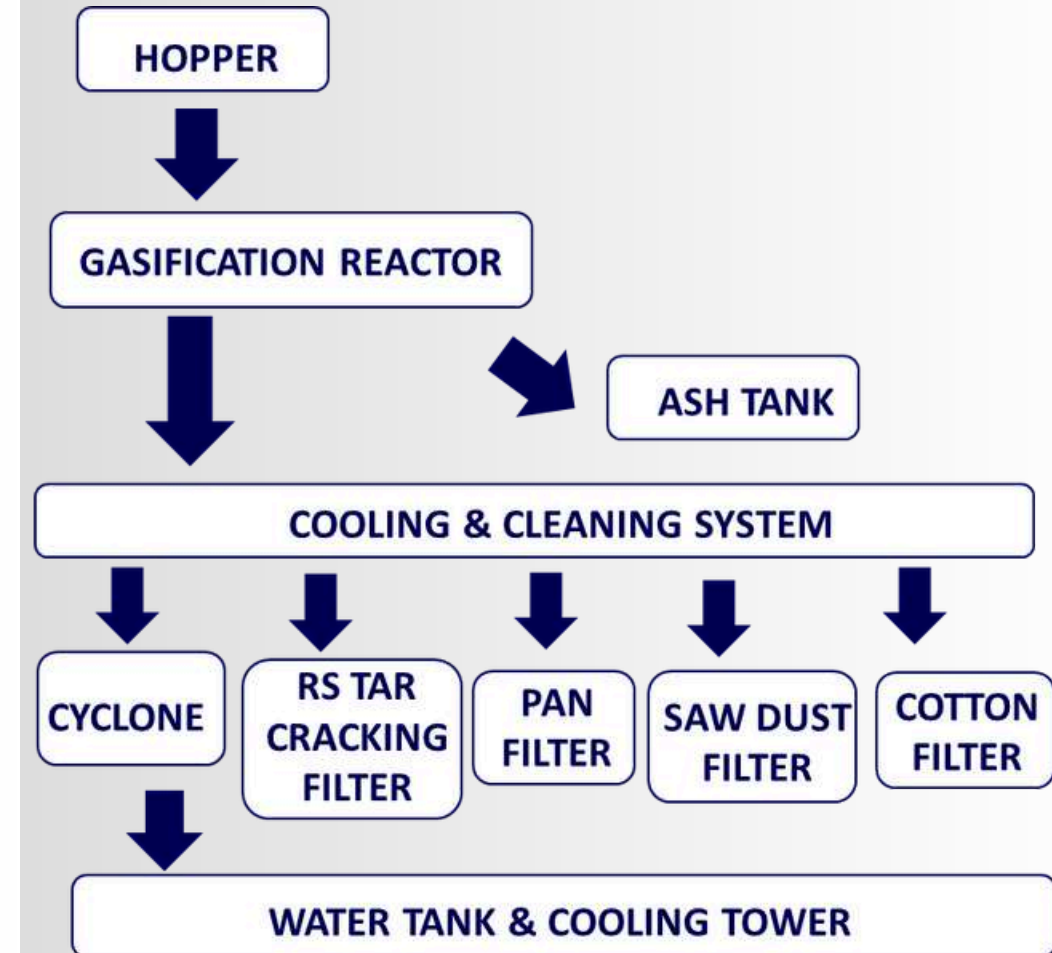 HOPPER
GASIFICATION REACTOR
ASH TANK
COOLING & CLEANING SYSTEM
CYCLONE
RS TAR
CRACKING
FILTER
PAN
FILTER
SAW DUST
FILTER
COTTON
FILTER
WATER TANK & COOLING TOWER